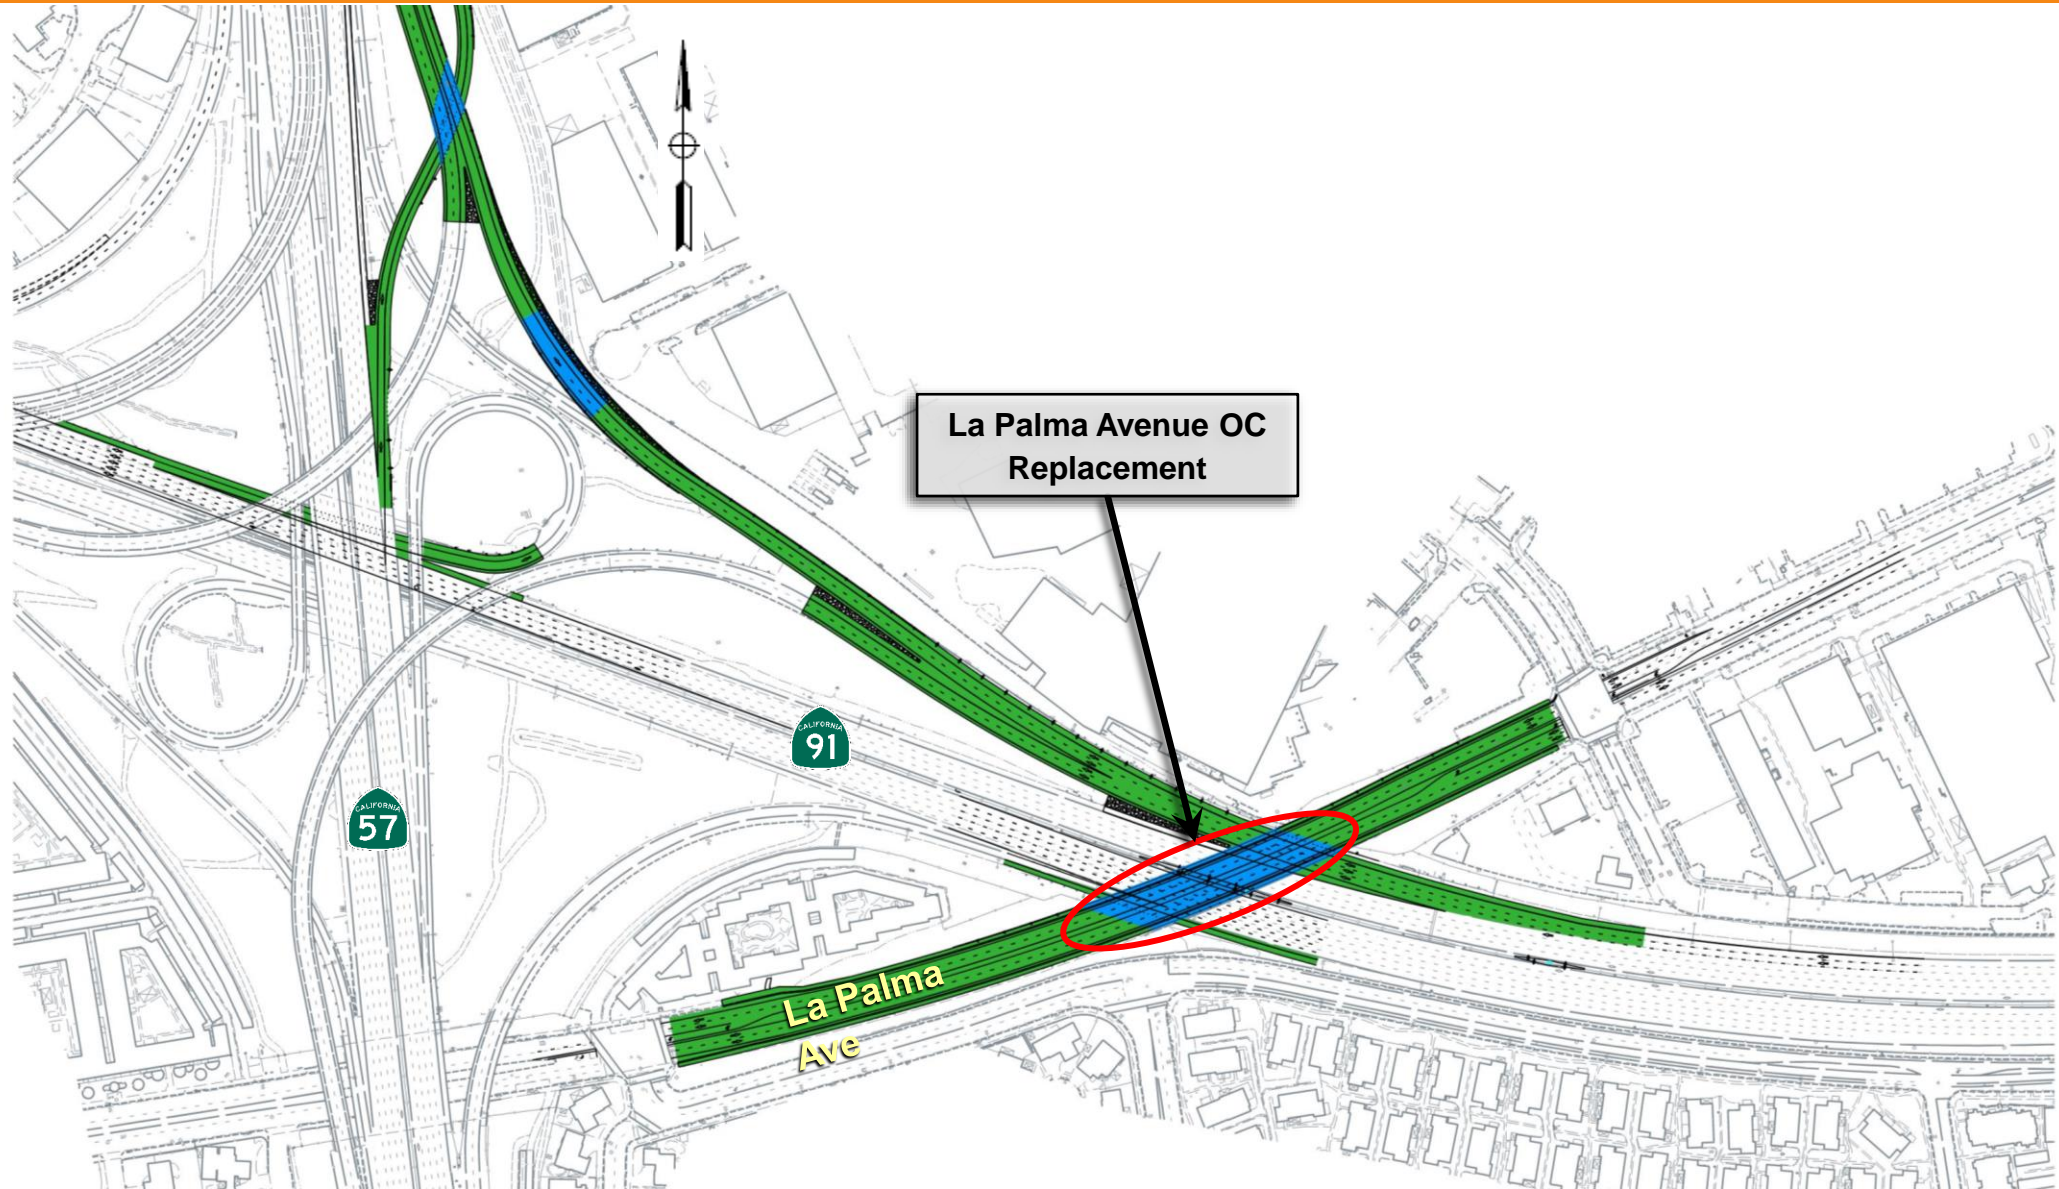 La Palma Avenue OC
Replacement
CALIFORNIA
91
CALIFORNIA
57
La Palma
Ave